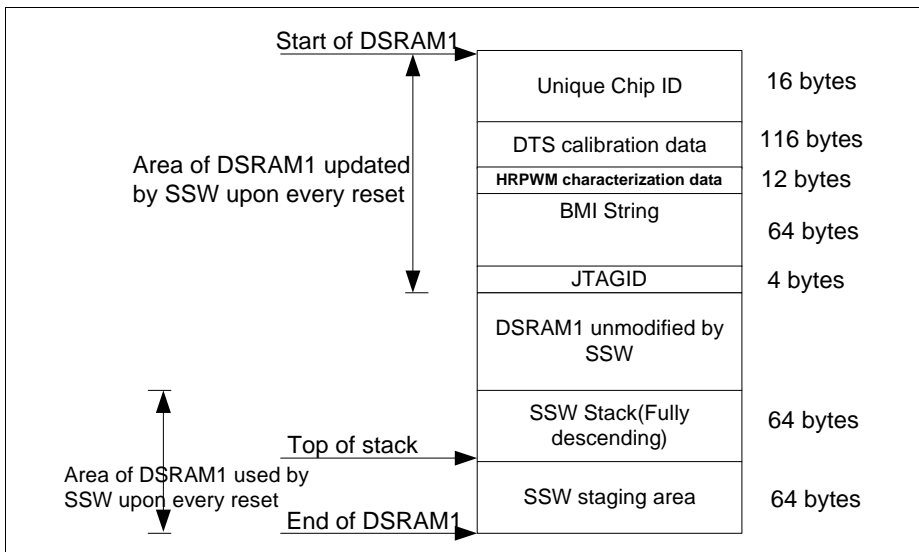 Start of DSRAM1
Unique Chip ID
16 bytes
DTS calibration data
116 bytes
Area of DSRAM1 updated
by SSW upon every reset
HRPWM characterization data
12 bytes
BMI String
64 bytes
JTAGID
4 bytes
DSRAM1 unmodified by
SSW
SSW Stack(Fully
descending)
64 bytes
Top of stack
Area of DSRAM1 used by
SSW upon every reset
SSW staging area
64 bytes
End of DSRAM1